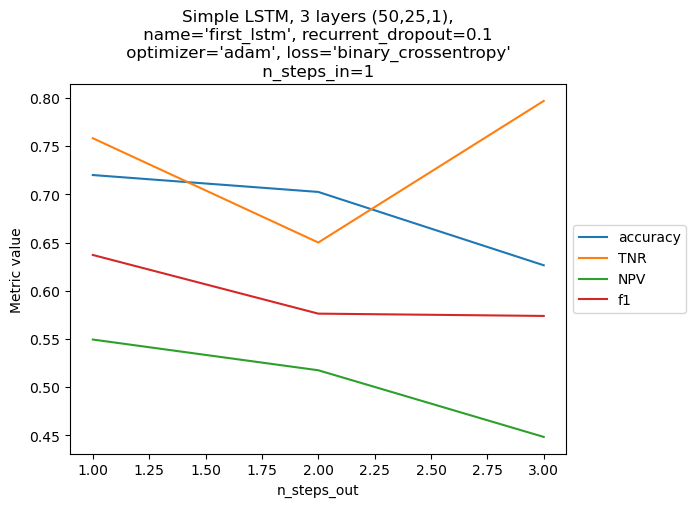 Simple LSTM, 3 layers (50,25,1),
name='first_lstm', recurrent_dropout=0.1
optimizer='adam', loss='binary_crossentropy'
n_steps_in=1
0.80
0.75
0.70
0.65
0.60
0.55
0.50
0.45
Metric value
1.00 1.25 1.50 1.75 2.00 2.25 2.50 2.75 3.00
n_steps_out
accuracy
TNR
NPV
f1